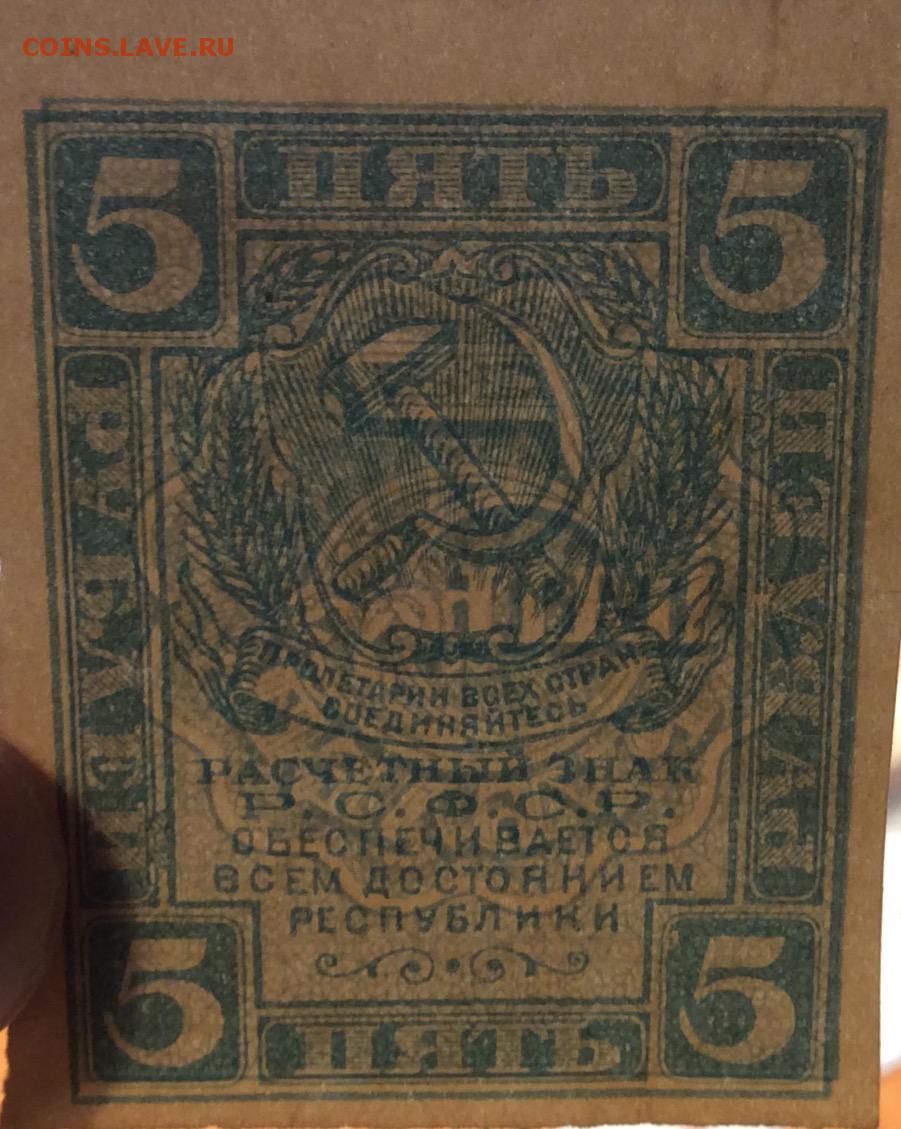 COINS.LAVE.RU
5 ПЯТЬ 5
РУБЛЕЙ
РУБЛЕЙ
ПРОЛЕТАРИИ ВСЕХ СТРАН
СОЕДИНЯЙТЕСЬ
РАСЧЕТНЫЙ ЗНАК
Р.С.Ф.С.Р.
ОБЕСПЕЧИВАЕТСЯ
ВСЕМ ДОСТОЯНИЕМ
РЕСПУБЛИКИ
5 ПЯТЬ 5